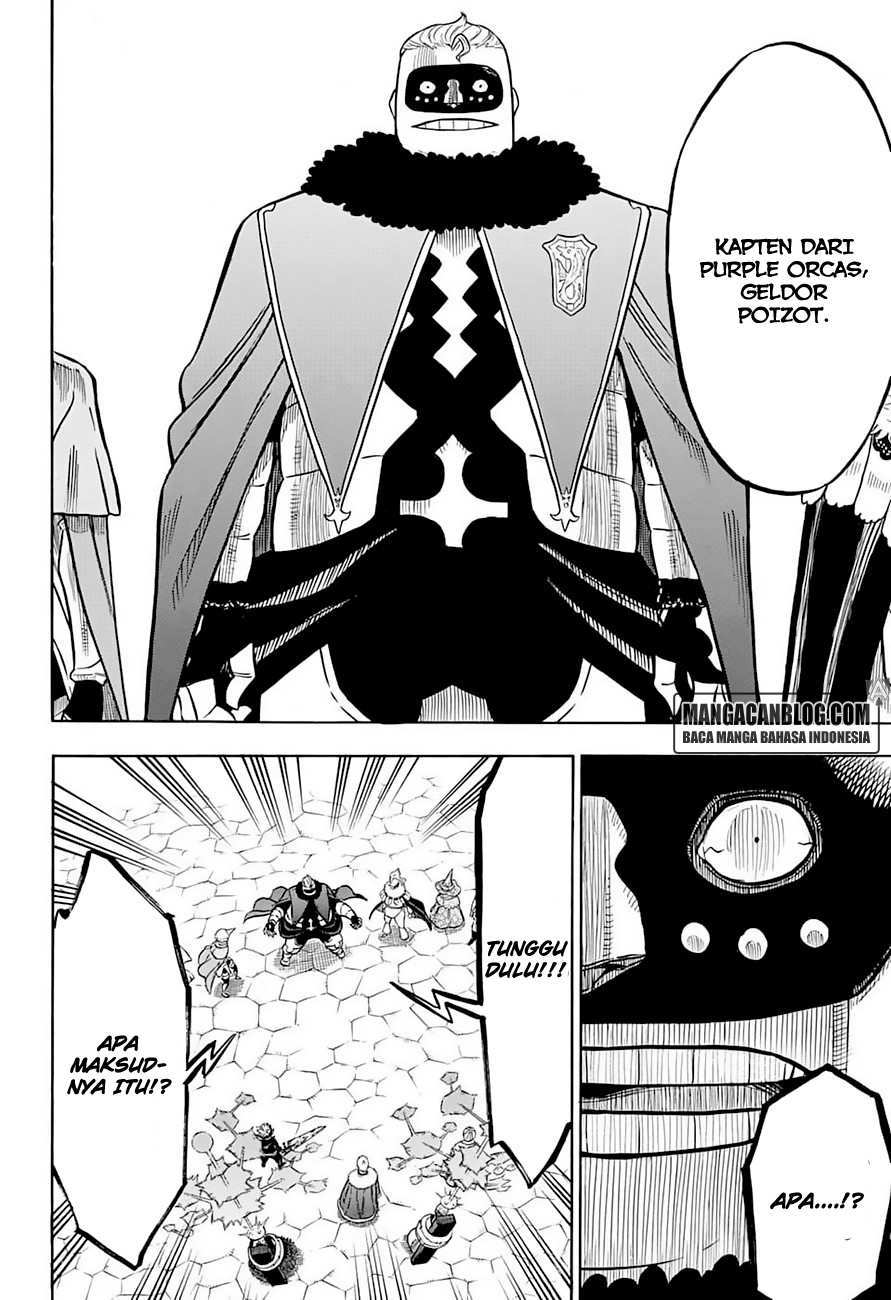 KAPTEN DARI
PURPLE ORCAS,
GELDOR
POIZOT.
MANGACANBLOG.COM
BACA MANGA BAHASA INDONESIA
APA....!?
TUNGGU
DULU!!!
APA
MAKSUD-
NYA ITU!?